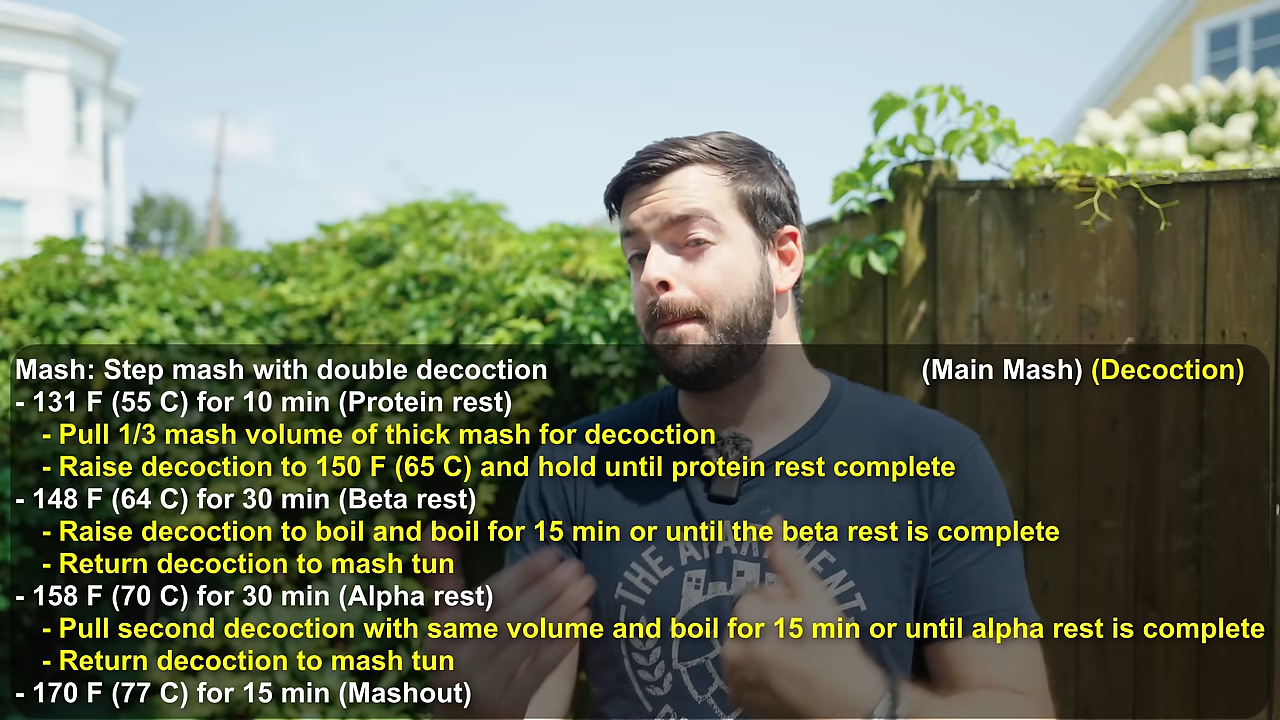 Mash: Step mash with double decoction (Main Mash) (Decoction)
- 131 F (55 C) for 10 min (Protein rest)
- Pull 1/3 mash volume of thick mash for decoction
- Raise decoction to 150 F (65 C) and hold until protein rest complete
- 148 F (64 C) for 30 min (Beta rest)
- Raise decoction to boil and boil for 15 min or until the beta rest is complete
- Return decoction to mash tun
- 158 F (70 C) for 30 min (Alpha rest)
- Pull second decoction with same volume and boil for 15 min or until alpha rest is complete
- Return decoction to mash tun
- 170 F (77 C) for 15 min (Mashout)
THE APARTMENT